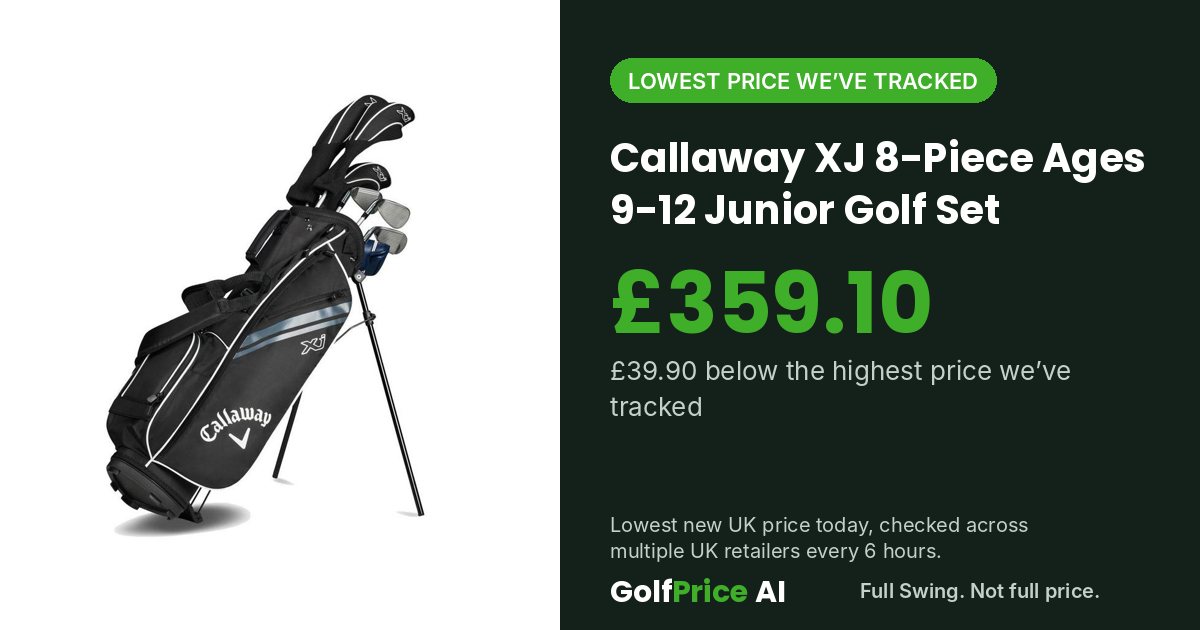 LOWEST PRICE WE’VE TRACKED
Callaway XJ 8-Piece Ages
9-12 Junior Golf Set
£359.10
£39.90 below the highest price we’ve
tracked
Lowest new UK price today, checked across
multiple UK retailers every 6 hours.
GolfPrice AI
Full Swing. Not full price.
XJ
XJ
XJ
Callaway